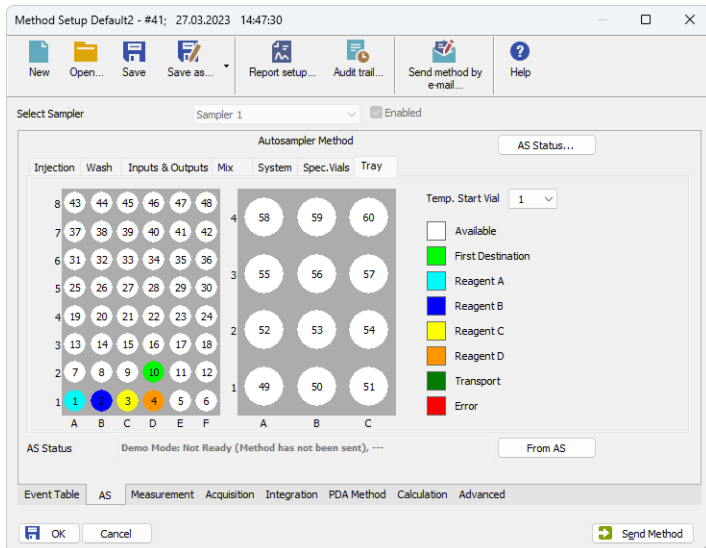 Method Setup Default2 - #41; 27.03.2023 14:47:30
New Open... Save Save as... Report setup... Audit trail... Send method by e-mail... Help
Select Sampler Sampler 1 Enabled
Autosampler Method AS Status...
Injection Wash Inputs & Outputs Mix System Spec.Vials Tray
Temp. Start Vial 1
8 43 44 45 46 47 48
7 37 38 39 40 41 42
6 31 32 33 34 35 36
5 25 26 27 28 29 30
4 19 20 21 22 23 24
3 13 14 15 16 17 18
2 7 8 9 10 11 12
1 1 2 3 4 5 6
A B C D E F
4 58 59 60
3 55 56 57
2 52 53 54
1 49 50 51
A B C
Available
First Destination
Reagent A
Reagent B
Reagent C
Reagent D
Transport
Error
AS Status Demo Mode: Not Ready (Method has not been sent), --- From AS
Event Table AS Measurement Acquisition Integration PDA Method Calculation Advanced
OK Cancel Send Method